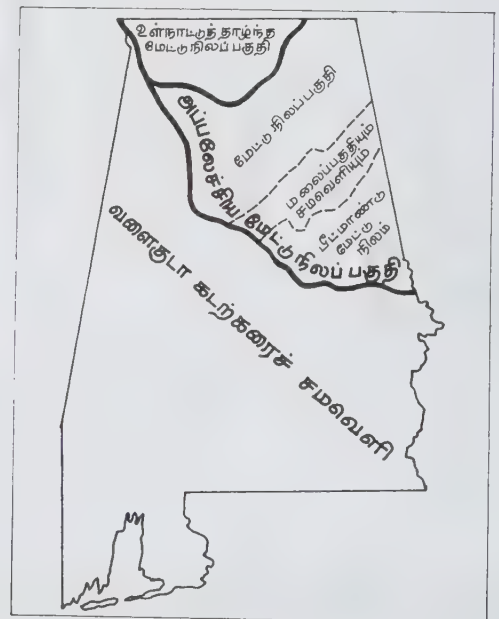 உள்நாட்டுத் தாழ்ந்த
மேட்டு நிலப் பகுதி
மேட்டு நிலப் பகுதி
மலைப்பகுதியும்
சமவெளியும்
பீட்மாண்டு
மேட்டு
நிலம்
அப்பலேச்சிய மேட்டு நிலப் பகுதி
வளைகுடா கடற்கரைச் சமவெளி